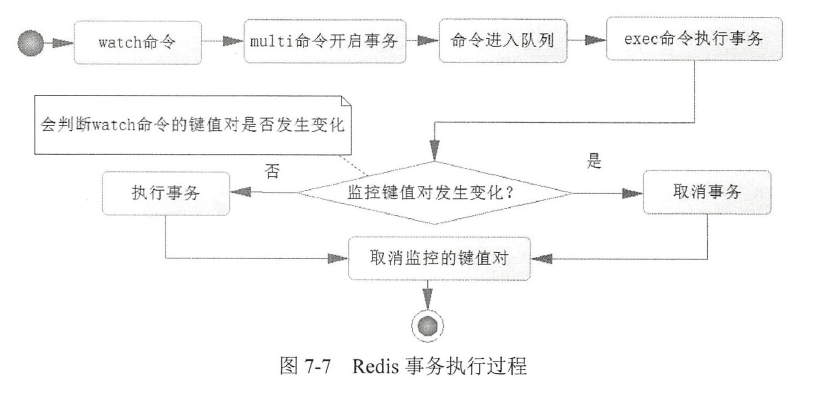 watch命令
multi命令开启事务
命令进入队列
exec命令执行事务
会判断watch命令的键值对是否发生变化
否
是
执行事务
监控键值对发生变化？
取消事务
取消监控的键值对
图 7-7 Redis 事务执行过程